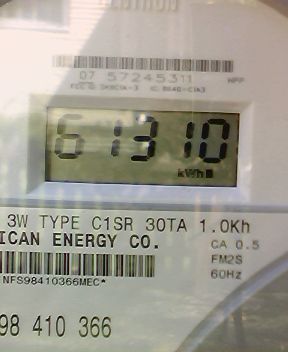 07 57245311 HPP
61310
kWh
3W TYPE C1SR 30TA 1.0Kh
ICAN ENERGY CO.
CA 0.5
FM2S
60Hz
NFS98410366MEC*
98 410 366